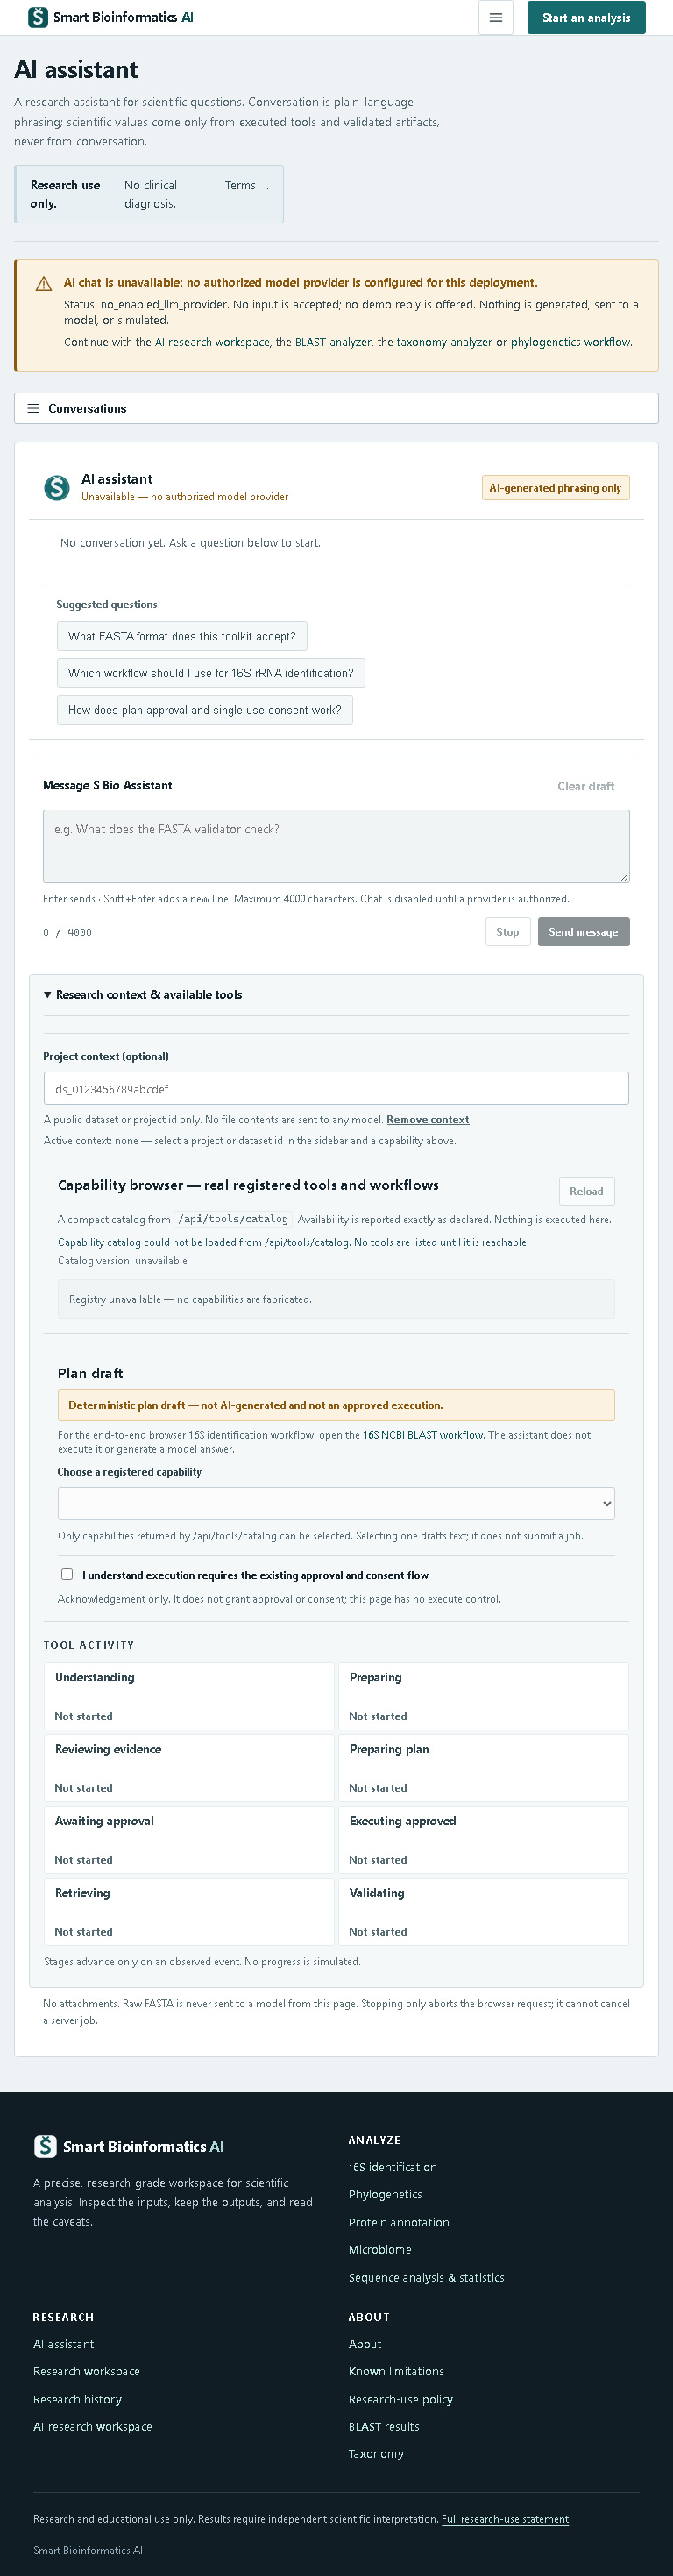 Smart Bioinformatics AI
Start an analysis
AI assistant
A research assistant for scientific questions. Conversation is plain-language
phrasing; scientific values come only from executed tools and validated artifacts,
never from conversation.
Research use only.
No clinical diagnosis.
Terms .
AI chat is unavailable: no authorized model provider is configured for this deployment.
Status: no_enabled_llm_provider. No input is accepted; no demo reply is offered. Nothing is generated, sent to a
model, or simulated.
Continue with the AI research workspace, the BLAST analyzer, the taxonomy analyzer or phylogenetics workflow.
Conversations
AI assistant
Unavailable — no authorized model provider
AI-generated phrasing only
No conversation yet. Ask a question below to start.
Suggested questions
What FASTA format does this toolkit accept?
Which workflow should I use for 16S rRNA identification?
How does plan approval and single-use consent work?
Message S Bio Assistant
Clear draft
e.g. What does the FASTA validator check?
Enter sends · Shift+Enter adds a new line. Maximum 4000 characters. Chat is disabled until a provider is authorized.
0 / 4000
Stop
Send message
▼ Research context & available tools
Project context (optional)
ds_0123456789abcdef
A public dataset or project id only. No file contents are sent to any model. Remove context
Active context: none — select a project or dataset id in the sidebar and a capability above.
Capability browser — real registered tools and workflows
Reload
A compact catalog from /api/tools/catalog . Availability is reported exactly as declared. Nothing is executed here.
Capability catalog could not be loaded from /api/tools/catalog. No tools are listed until it is reachable.
Catalog version: unavailable
Registry unavailable — no capabilities are fabricated.
Plan draft
Deterministic plan draft — not AI-generated and not an approved execution.
For the end-to-end browser 16S identification workflow, open the 16S NCBI BLAST workflow. The assistant does not
execute it or generate a model answer.
Choose a registered capability
Only capabilities returned by /api/tools/catalog can be selected. Selecting one drafts text; it does not submit a job.
I understand execution requires the existing approval and consent flow
Acknowledgement only. It does not grant approval or consent; this page has no execute control.
TOOL ACTIVITY
Understanding
Not started
Preparing
Not started
Reviewing evidence
Not started
Preparing plan
Not started
Awaiting approval
Not started
Executing approved
Not started
Retrieving
Not started
Validating
Not started
Stages advance only on an observed event. No progress is simulated.
No attachments. Raw FASTA is never sent to a model from this page. Stopping only aborts the browser request; it cannot cancel
a server job.
Smart Bioinformatics AI
A precise, research-grade workspace for scientific
analysis. Inspect the inputs, keep the outputs, and read
the caveats.
ANALYZE
16S identification
Phylogenetics
Protein annotation
Microbiome
Sequence analysis & statistics
RESEARCH
AI assistant
Research workspace
Research history
AI research workspace
ABOUT
About
Known limitations
Research-use policy
BLAST results
Taxonomy
Research and educational use only. Results require independent scientific interpretation. Full research-use statement.
Smart Bioinformatics AI